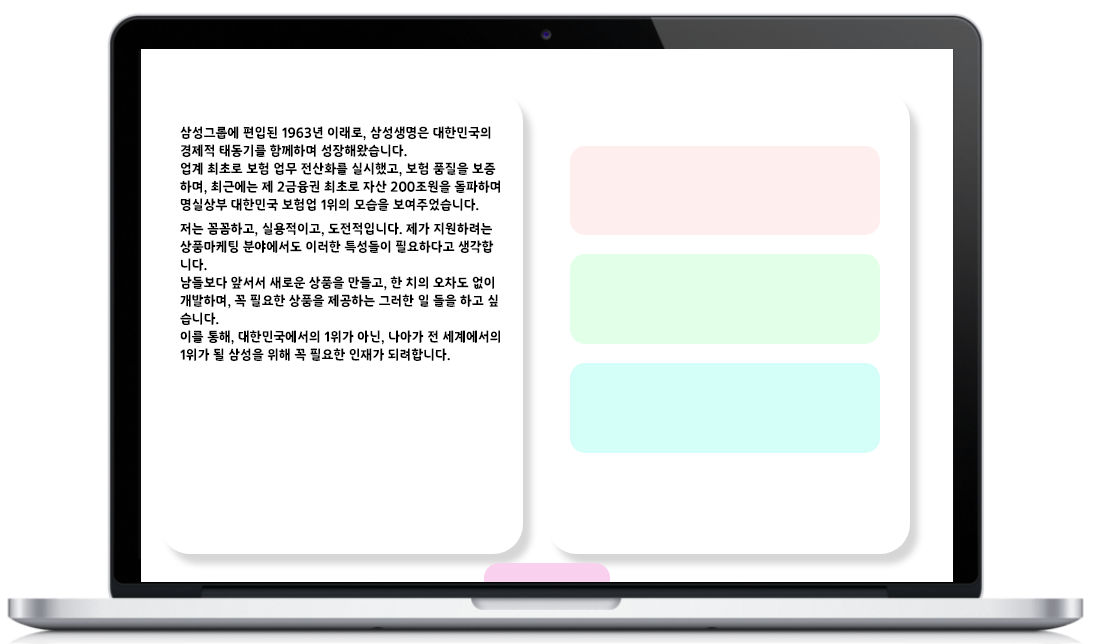 삼성그룹에 편입된 1963년 이래로, 삼성생명은 대한민국의
경제적 태동기를 함께하며 성장해왔습니다.
업계 최초로 보험 업무 전산화를 실시했고, 보험 품질을 보증
하며, 최근에는 제 2금융권 최초로 자산 200조원을 돌파하며
명실상부 대한민국 보험업 1위의 모습을 보여주었습니다.
저는 꼼꼼하고, 실용적이고, 도전적입니다. 제가 지원하려는
상품마케팅 분야에서도 이러한 특성들이 필요하다고 생각합
니다.
남들보다 앞서서 새로운 상품을 만들고, 한 치의 오차도 없이
개발하며, 꼭 필요한 상품을 제공하는 그러한 일 들을 하고 싶
습니다.
이를 통해, 대한민국에서의 1위가 아닌, 나아가 전 세계에서의
1위가 될 삼성을 위해 꼭 필요한 인재가 되려합니다.